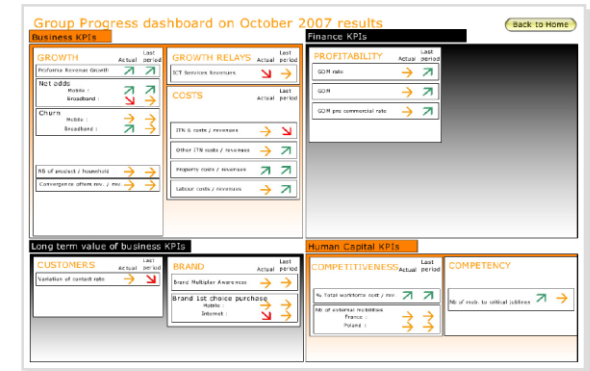 Group Progress dashboard on October 2007 results
Back to Home
Business KPIs
GROWTH
Actual Last period
Proforma Revenue Growth
Net adds
Mobile :
Broadband :
Churn
Mobile :
Broadband :
NB of product / household
Convergence offers rev. / rev.
GROWTH RELAYS
Actual Last period
ICT Services Revenues
COSTS
Actual Last period
ITN & costs / revenues
Other ITN costs / revenues
Property costs / revenues
Labour costs / revenues
Finance KPIs
PROFITABILITY
Actual Last period
GOM rate
GOM
GOM pre commercial rate
Long term value of business KPIs
CUSTOMERS
Actual Last period
Variation of contact rate
BRAND
Actual Last period
Brand Multiplier Awareness
Brand 1st choice purchase
Mobile :
Internet :
Human Capital KPIs
COMPETITIVENESS
Actual Last period
% Total workforce cost / rev
NB of external mobilities
France :
Poland :
COMPETENCY
Nb of mob. to critical